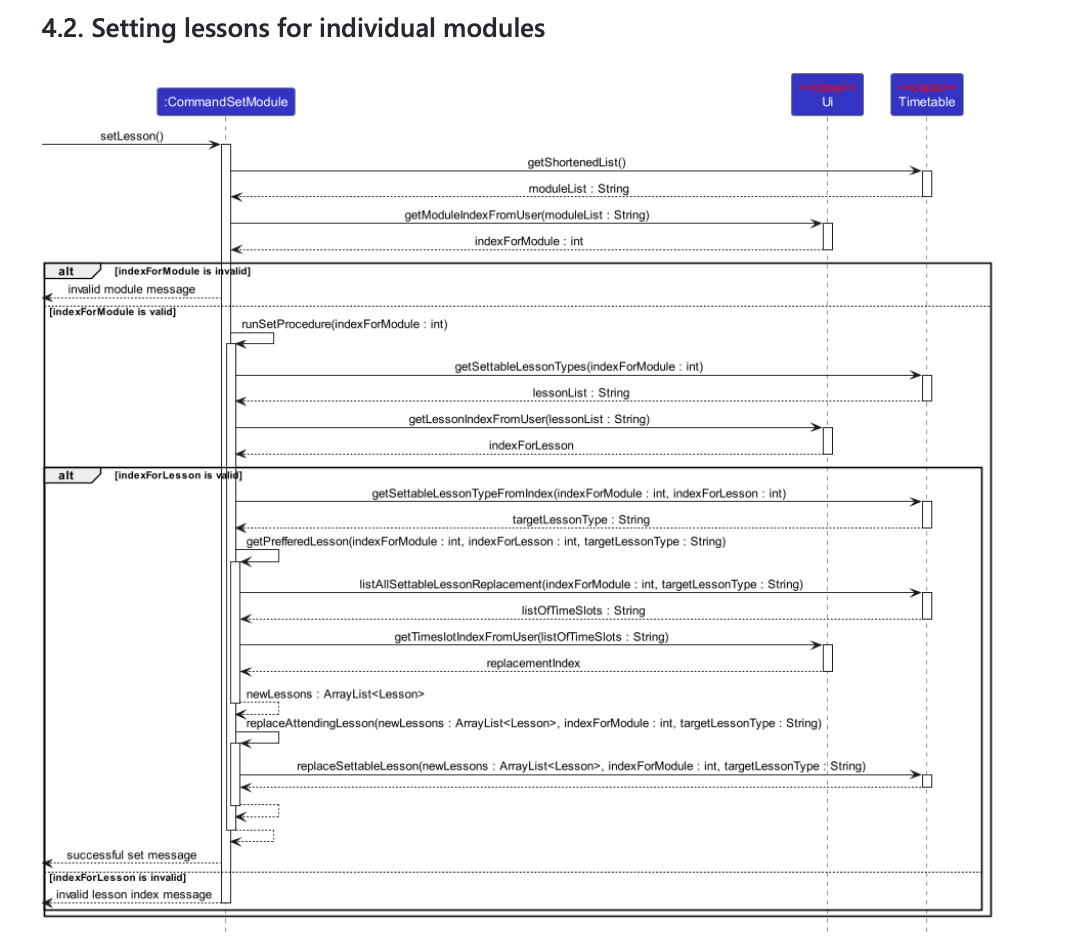 4.2. Setting lessons for individual modules
:CommandSetModule
<<class>>
Ui
<<class>>
Timetable
setLesson()
getShortenedList()
moduleList : String
getModuleIndexFromUser(moduleList : String)
indexForModule : int
alt [indexForModule is invalid]
invalid module message
[indexForModule is valid]
runSetProcedure(indexForModule : int)
getSettableLessonTypes(indexForModule : int)
lessonList : String
getLessonIndexFromUser(lessonList : String)
indexForLesson
alt [indexForLesson is valid]
getSettableLessonTypeFromIndex(indexForModule : int, indexForLesson : int)
targetLessonType : String
getPrefferedLesson(indexForModule : int, indexForLesson : int, targetLessonType : String)
listAllSettableLessonReplacement(indexForModule : int, targetLessonType : String)
listOfTimeSlots : String
getTimeslotIndexFromUser(listOfTimeSlots : String)
replacementIndex
newLessons : ArrayList<Lesson>
replaceAttendingLesson(newLessons : ArrayList<Lesson>, indexForModule : int, targetLessonType : String)
replaceSettableLesson(newLessons : ArrayList<Lesson>, indexForModule : int, targetLessonType : String)
successful set message
[indexForLesson is invalid]
invalid lesson index message